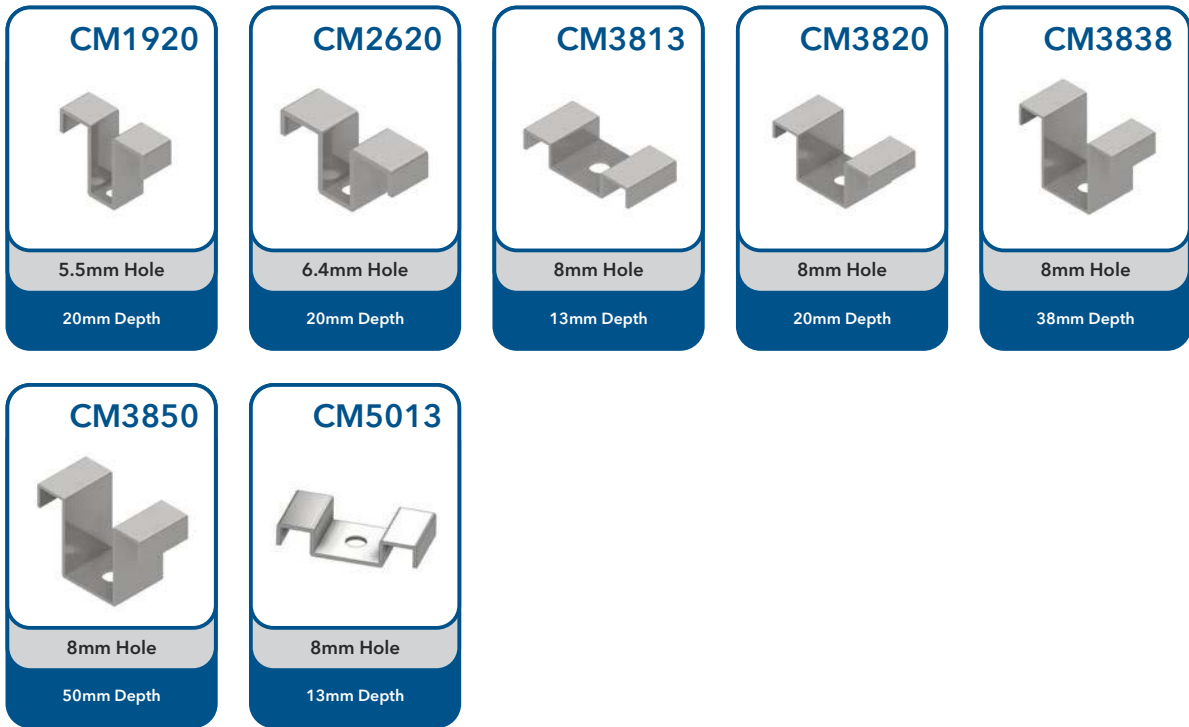 CM1920
5.5mm Hole
20mm Depth
CM2620
6.4mm Hole
20mm Depth
CM3813
8mm Hole
13mm Depth
CM3820
8mm Hole
20mm Depth
CM3838
8mm Hole
38mm Depth
CM3850
8mm Hole
50mm Depth
CM5013
8mm Hole
13mm Depth